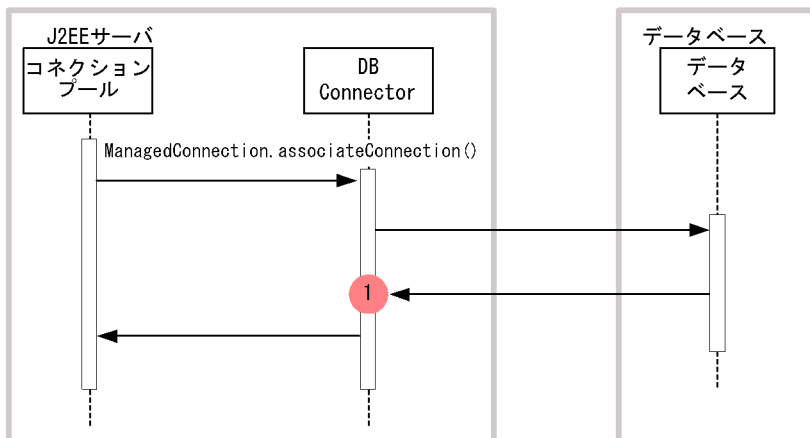 J2EEサーバ
データベース
コネクション
プール
DB
Connector
データ
ベース
ManagedConnection.associateConnection()
1